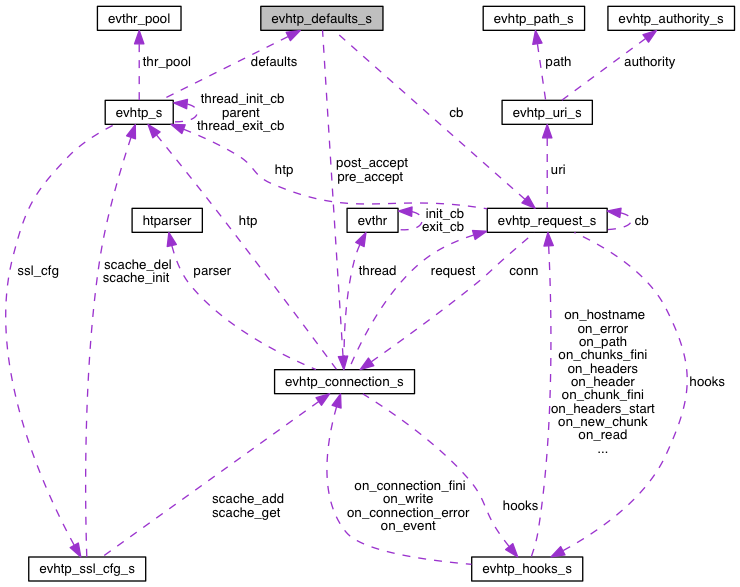 evthr_pool
evhtp_defaults_s
evhtp_path_s
evhtp_authority_s
thr_pool
defaults
path
authority
evhtp_s
thread_init_cb
parent
thread_exit_cb
cb
evhtp_uri_s
post_accept
pre_accept
htp
uri
htparser
htp
evthr
init_cb
exit_cb
evhtp_request_s
cb
ssl_cfg
scache_del
scache_init
parser
thread
request
conn
on_hostname
on_error
on_path
on_chunks_fini
on_headers
on_header
on_chunk_fini
on_headers_start
on_new_chunk
on_read
...
hooks
evhtp_connection_s
scache_add
scache_get
on_connection_fini
on_write
on_connection_error
on_event
hooks
evhtp_ssl_cfg_s
evhtp_hooks_s